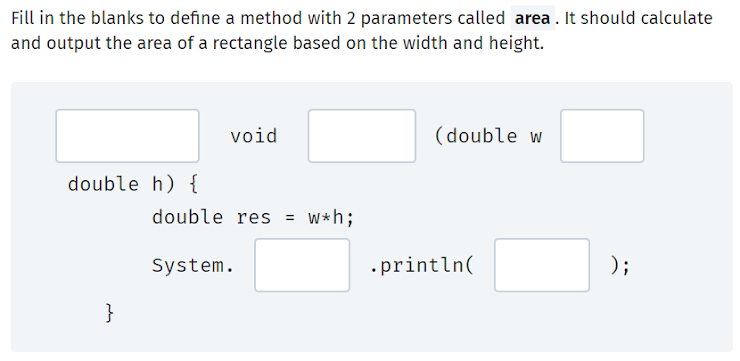 Fill in the blanks to define a method with 2 parameters called area . It should calculate
and output the area of a rectangle based on the width and height.
void (double w
double h) {
double res = w*h;
System. .println( );
}